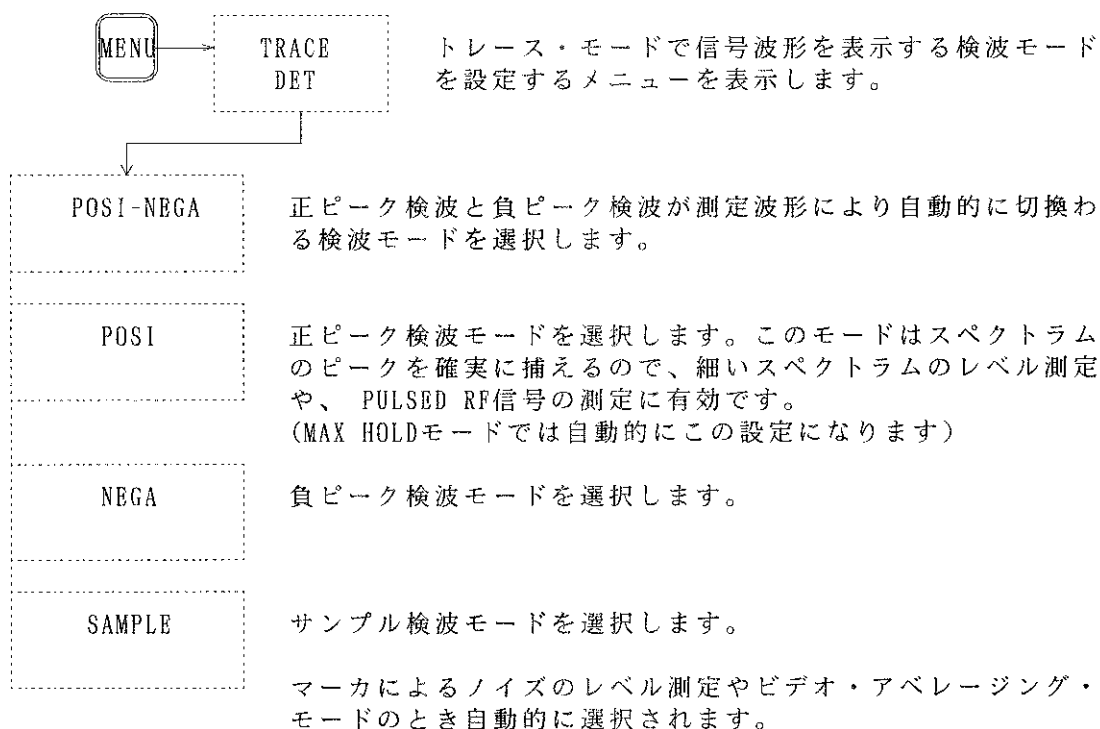 MENU
TRACE
DET
トレース・モードで信号波形を表示する検波モード
を設定するメニューを表示します。
POSI-NEGA
正ピーク検波と負ピーク検波が測定波形により自動的に切換わ
る検波モードを選択します。
POSI
正ピーク検波モードを選択します。このモードはスペクトラム
のピークを確実に捕えるので、細いスペクトラムのレベル測定
や、 PULSED RF信号の測定に有効です。
(MAX HOLDモードでは自動的にこの設定になります)
NEGA
負ピーク検波モードを選択します。
SAMPLE
サンプル検波モードを選択します。
マーカによるノイズのレベル測定やビデオ・アベレージング・
モードのとき自動的に選択されます。